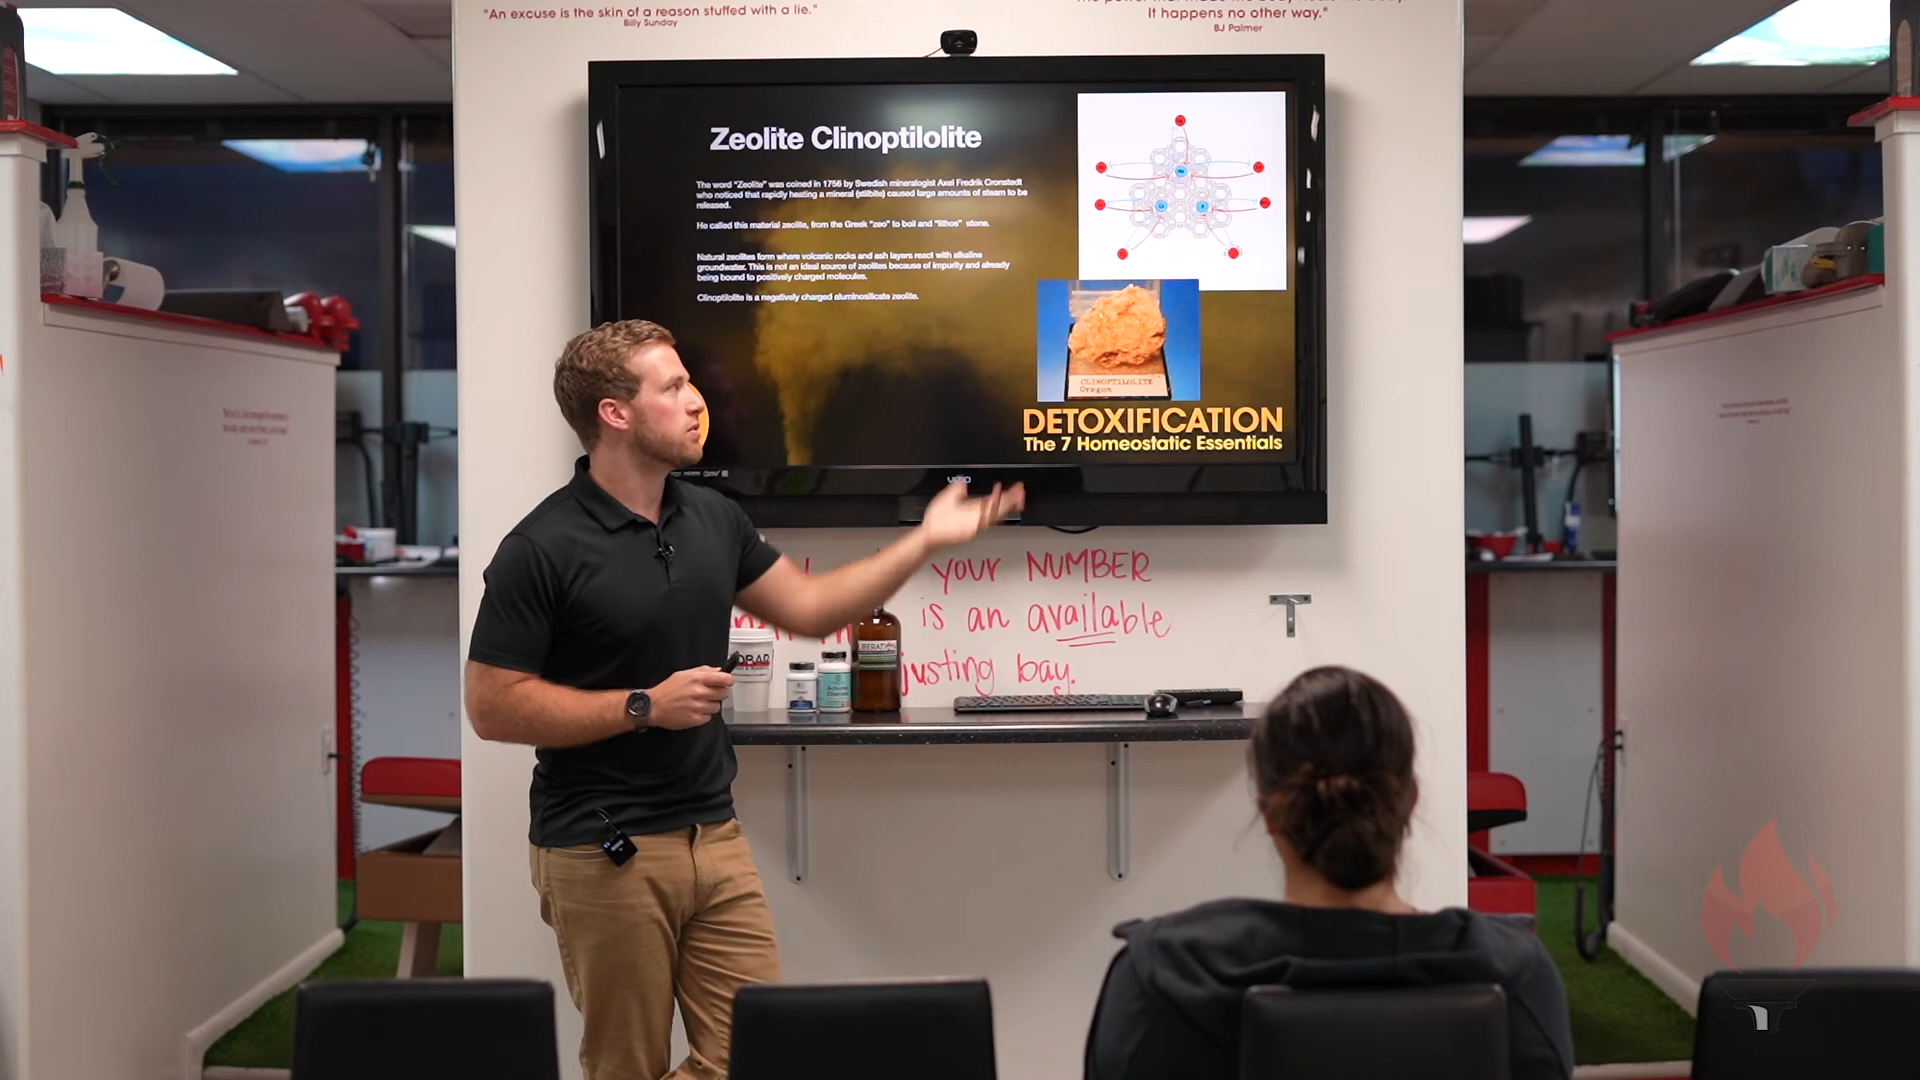 "An excuse is the skin of a reason stuffed with a lie."
Billy Sunday
It happens no other way."
BJ Palmer
Zeolite Clinoptilolite
The word "Zeolite" was coined in 1756 by Swedish mineralogist Axel Fredrik Cronstedt
who noticed that rapidly heating a mineral (stilbite) caused large amounts of steam to be
released.
He called this material zeolite, from the Greek "zeo" to boil and "lithos" stone.
Natural zeolites form where volcanic rocks and ash layers react with alkaline
groundwater. This is not an ideal source of zeolites because of impurity and already
being bound to positively charged molecules.
Clinoptilolite is a negatively charged aluminosilicate zeolite.
CLINOPTILOLITE
Oregon
DETOXIFICATION
The 7 Homeostatic Essentials
VIZIO
your NUMBER
is an available
justing bay.